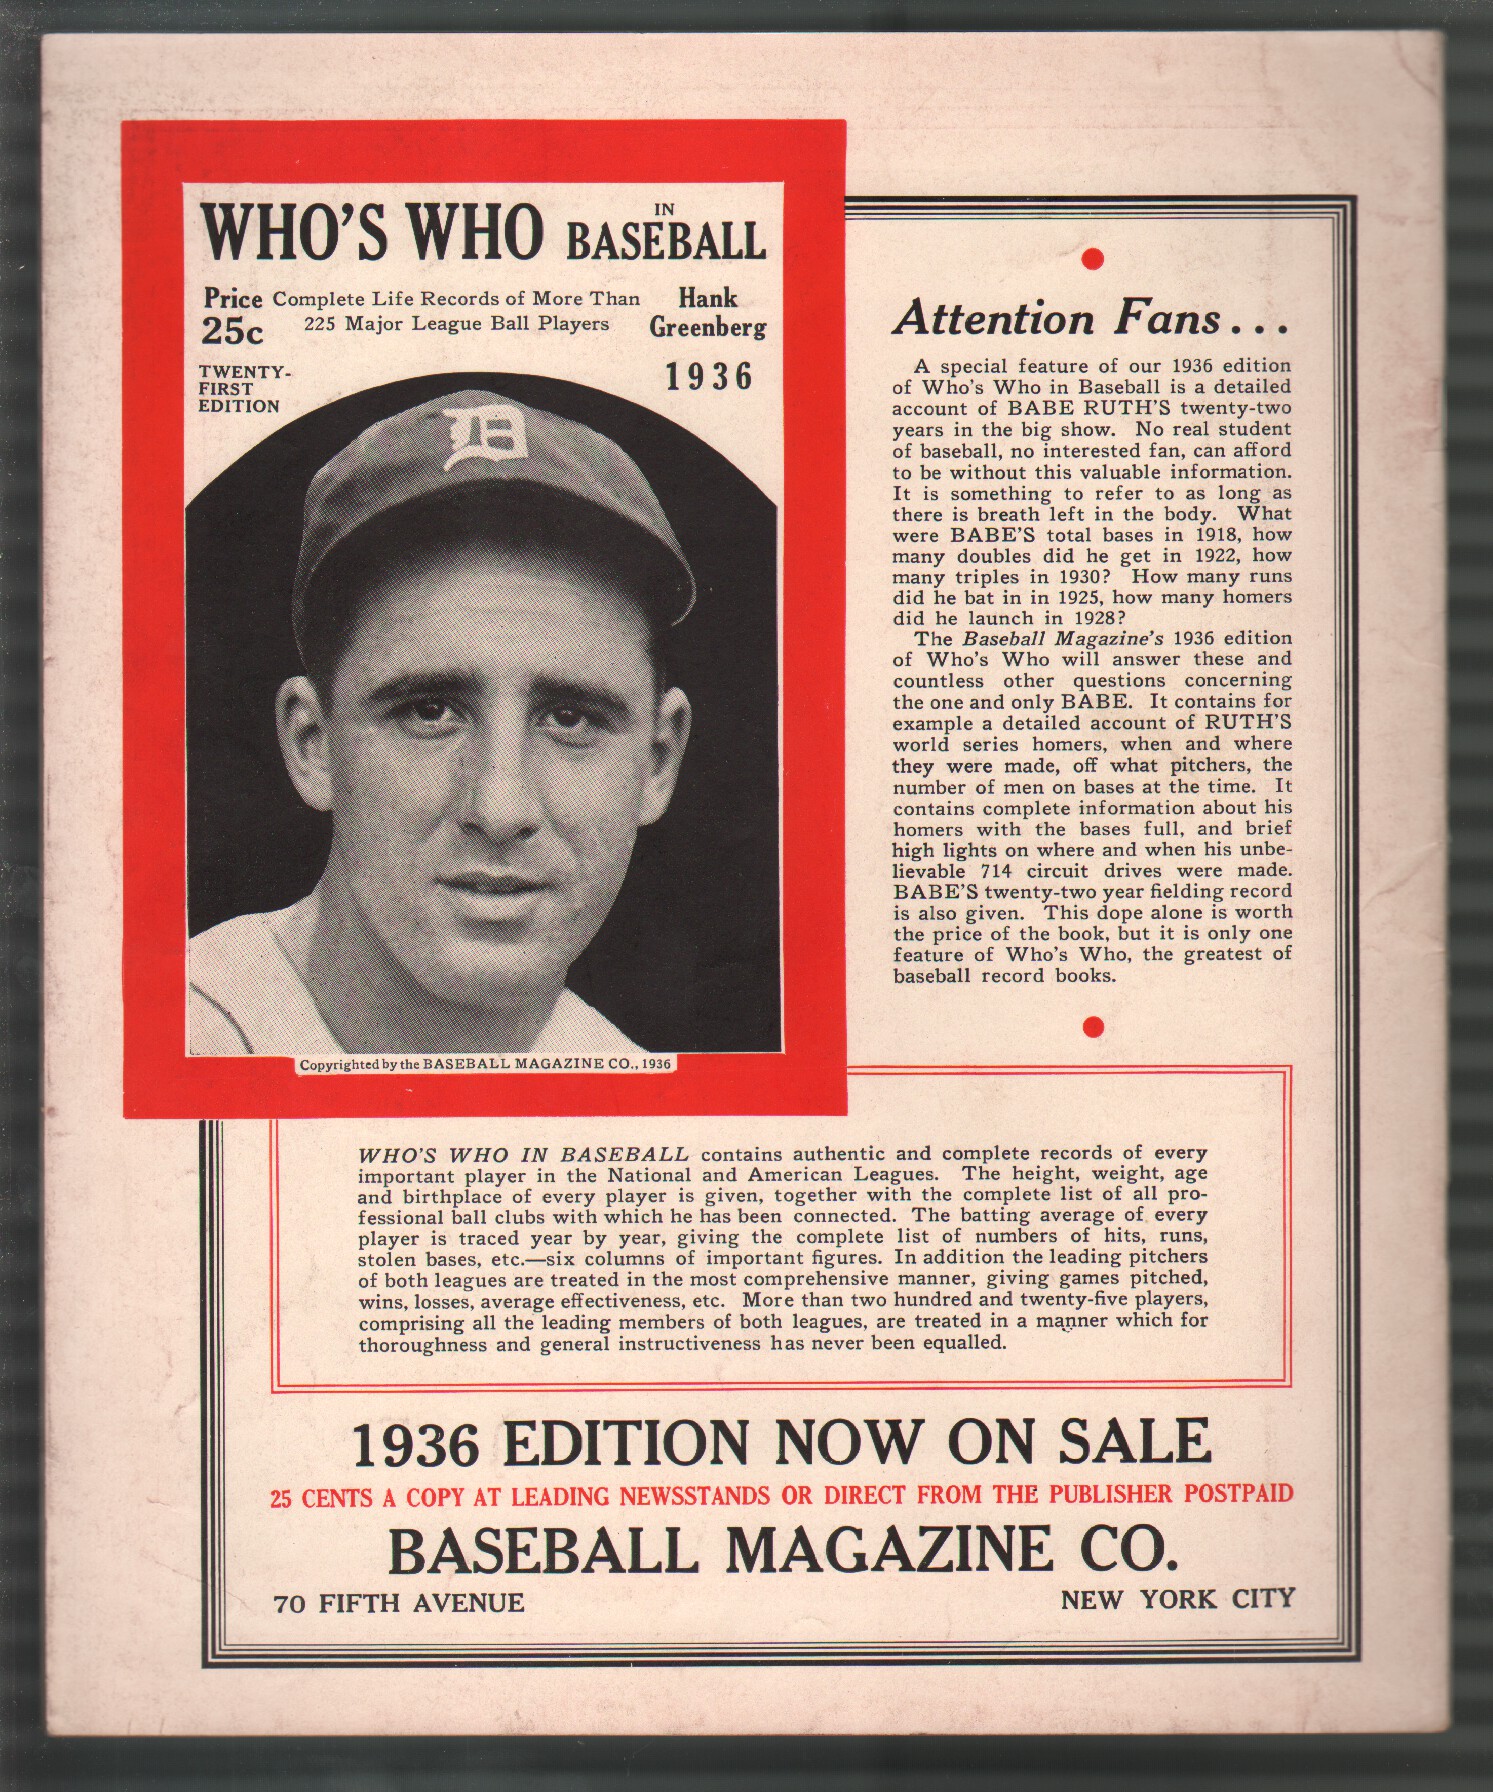 WHO'S WHO IN BASEBALL
Price
25c
Complete Life Records of More Than
225 Major League Ball Players
Hank
Greenberg
TWENTY-
FIRST
EDITION
1936
D
Copyrighted by the BASEBALL MAGAZINE CO., 1936
Attention Fans...
A special feature of our 1936 edition
of Who's Who in Baseball is a detailed
account of BABE RUTH'S twenty-two
years in the big show. No real student
of baseball, no interested fan, can afford
to be without this valuable information.
It is something to refer to as long as
there is breath left in the body. What
were BABE'S total bases in 1918, how
many doubles did he get in 1922, how
many triples in 1930? How many runs
did he bat in in 1925, how many homers
did he launch in 1928?
The Baseball Magazine's 1936 edition
of Who's Who will answer these and
countless other questions concerning
the one and only BABE. It contains for
example a detailed account of RUTH'S
world series homers, when and where
they were made, off what pitchers, the
number of men on bases at the time. It
contains complete information about his
homers with the bases full, and brief
high lights on where and when his unbe-
lievable 714 circuit drives were made.
BABE'S twenty-two year fielding record
is also given. This dope alone is worth
the price of the book, but it is only one
feature of Who's Who, the greatest of
baseball record books.
WHO'S WHO IN BASEBALL contains authentic and complete records of every
important player in the National and American Leagues. The height, weight, age
and birthplace of every player is given, together with the complete list of all pro-
fessional ball clubs with which he has been connected. The batting average of every
player is traced year by year, giving the complete list of numbers of hits, runs,
stolen bases, etc.—six columns of important figures. In addition the leading pitchers
of both leagues are treated in the most comprehensive manner, giving games pitched,
wins, losses, average effectiveness, etc. More than two hundred and twenty-five players,
comprising all the leading members of both leagues, are treated in a manner which for
thoroughness and general instructiveness has never been equalled.
1936 EDITION NOW ON SALE
25 CENTS A COPY AT LEADING NEWSSTANDS OR DIRECT FROM THE PUBLISHER POSTPAID
BASEBALL MAGAZINE CO.
70 FIFTH AVENUE NEW YORK CITY